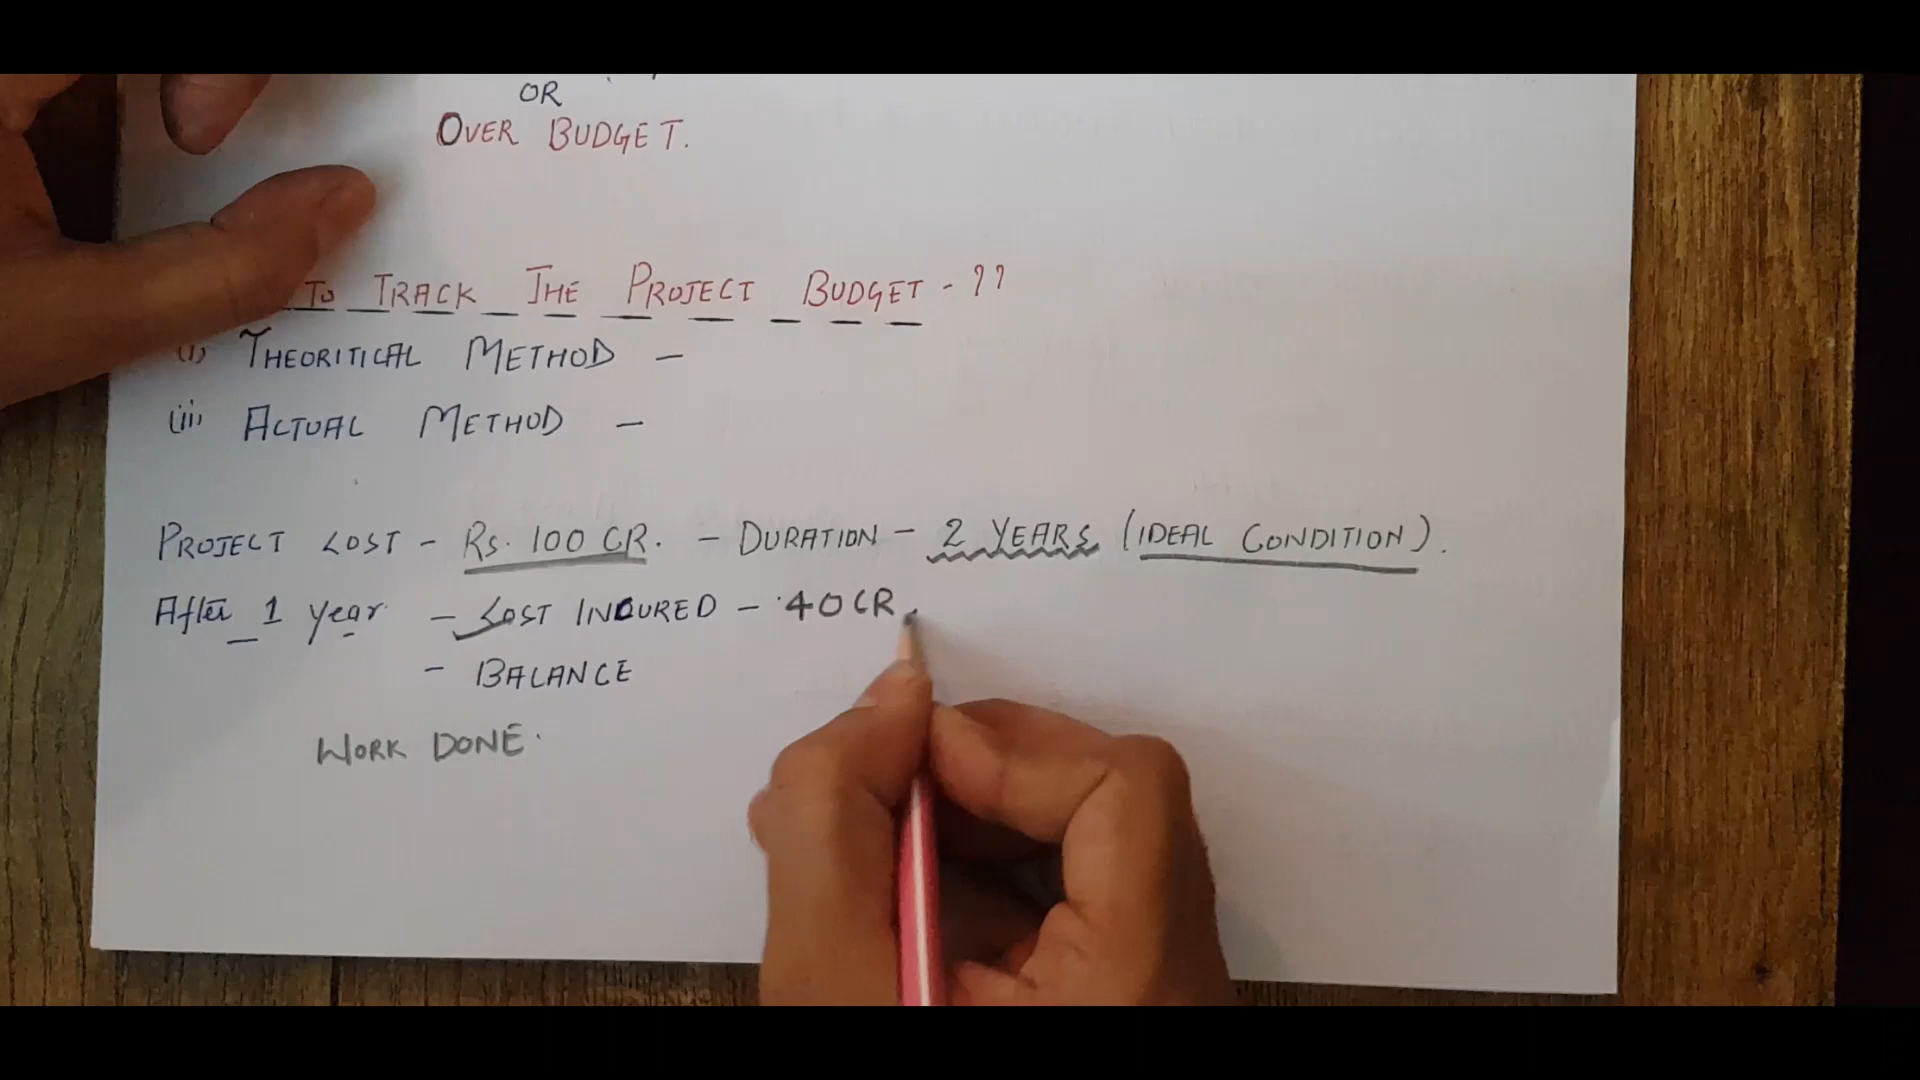 OR
OVER BUDGET.
TO TRACK THE PROJECT BUDGET - ??
(i) THEORITICAL METHOD -
(ii) ACTUAL METHOD -
PROJECT COST - Rs. 100 CR. - DURATION - 2 YEARS (IDEAL CONDITION).
After 1 year - COST INCURED - 40 CR.
- BALANCE
WORK DONE.